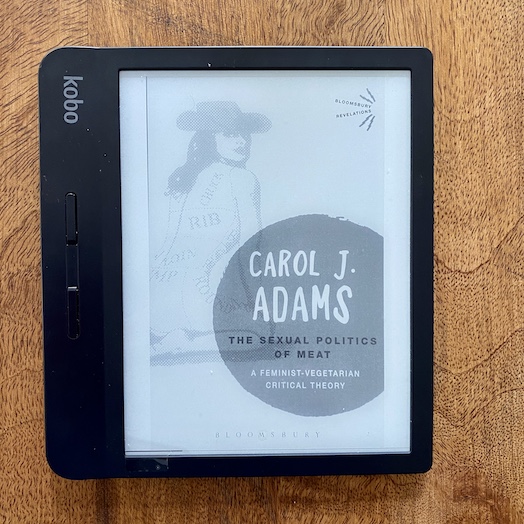 kobo
BLOOMSBURY
REVELATIONS
RIB
CAROL J.
ADAMS
THE SEXUAL POLITICS
OF MEAT
A FEMINIST-VEGETARIAN
CRITICAL THEORY
BLOOMSBURY